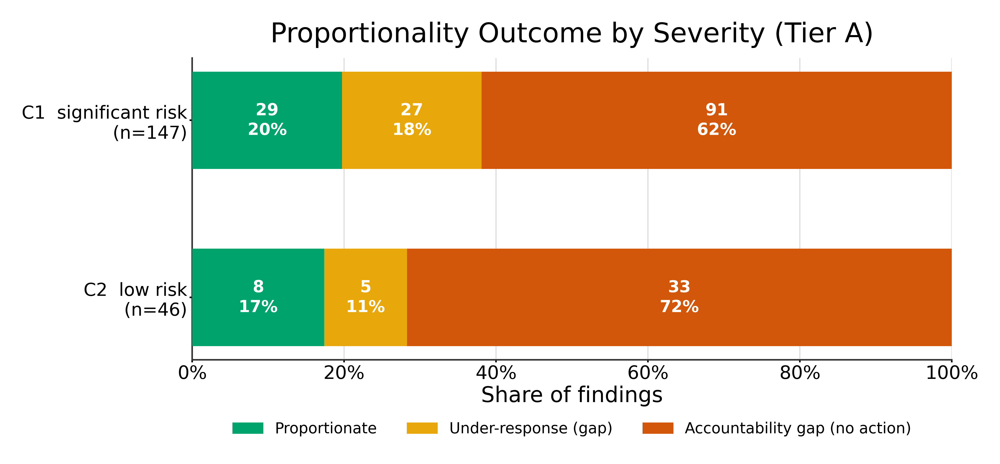 Proportionality Outcome by Severity (Tier A)
C1  significant risk
(n=147)
29
20%
27
18%
91
62%
C2  low risk
(n=46)
8
17%
5
11%
33
72%
0%
20%
40%
60%
80%
100%
Share of findings
Proportionate
Under-response (gap)
Accountability gap (no action)